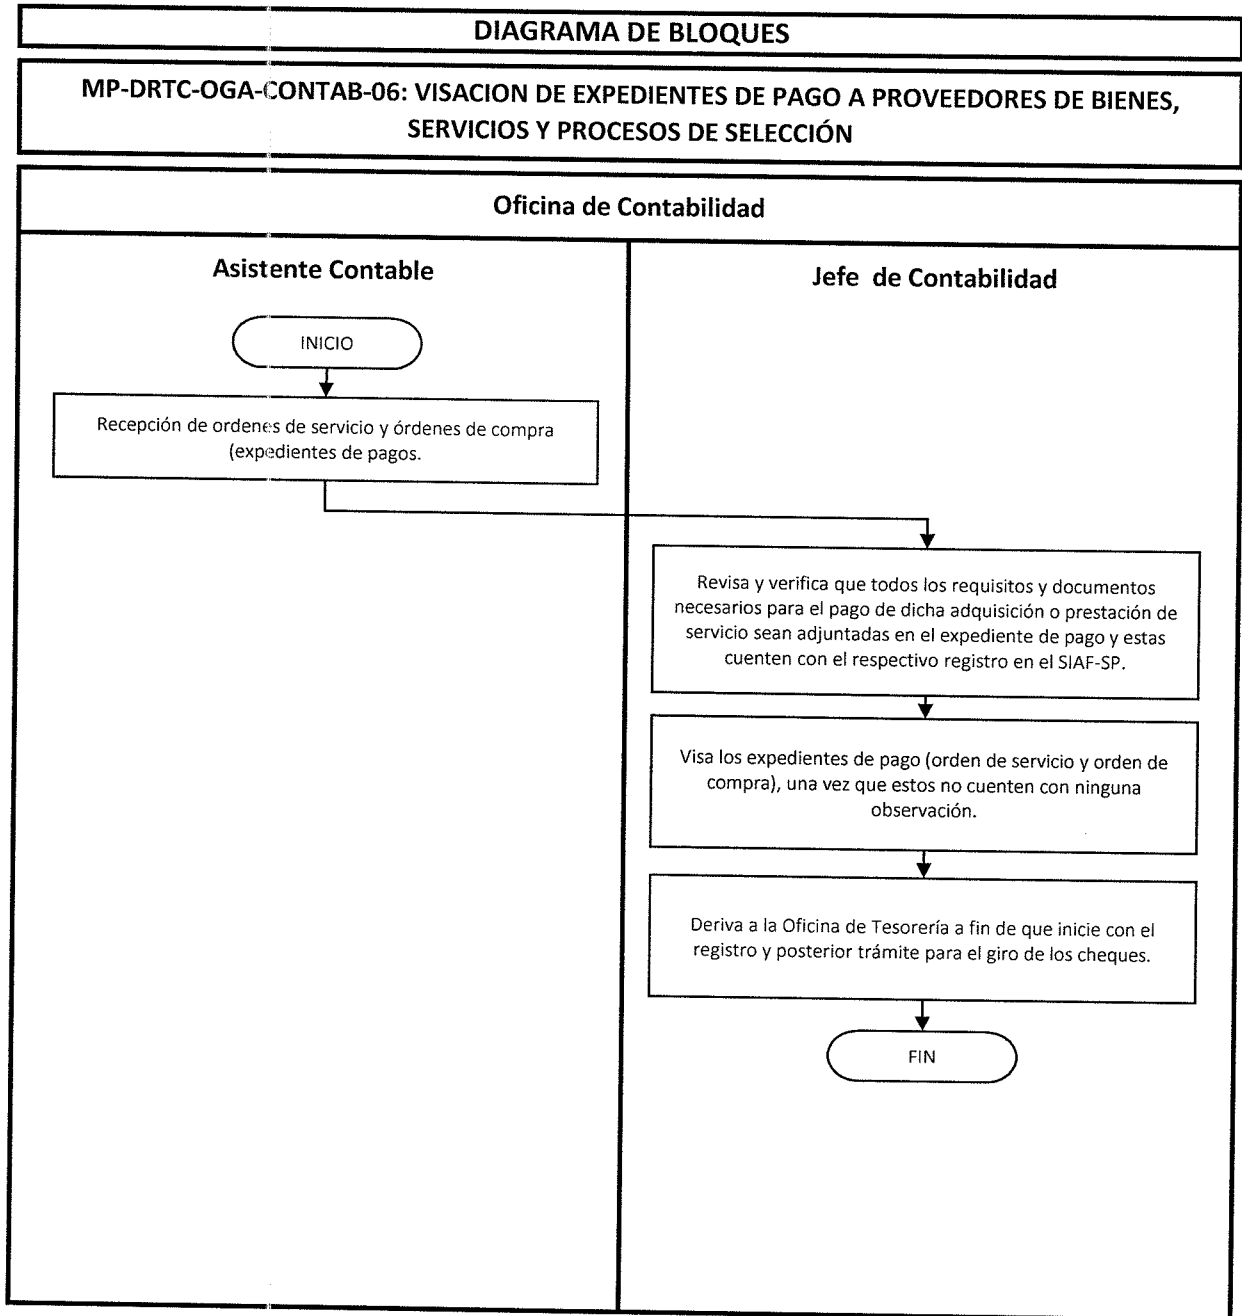 DIAGRAMA DE BLOQUES
MP-DRTC-OGA-CONTAB-06: VISACION DE EXPEDIENTES DE PAGO A PROVEEDORES DE BIENES,
SERVICIOS Y PROCESOS DE SELECCIÓN
Oficina de Contabilidad
Asistente Contable
INICIO
Recepción de ordenes de servicio y órdenes de compra
(expedientes de pagos.
Jefe de Contabilidad
Revisa y verifica que todos los requisitos y documentos
necesarios para el pago de dicha adquisición o prestación de
servicio sean adjuntadas en el expediente de pago y estas
cuenten con el respectivo registro en el SIAF-SP.
Visa los expedientes de pago (orden de servicio y orden de
compra), una vez que estos no cuenten con ninguna
observación.
Deriva a la Oficina de Tesorería a fin de que inicie con el
registro y posterior trámite para el giro de los cheques.
FIN